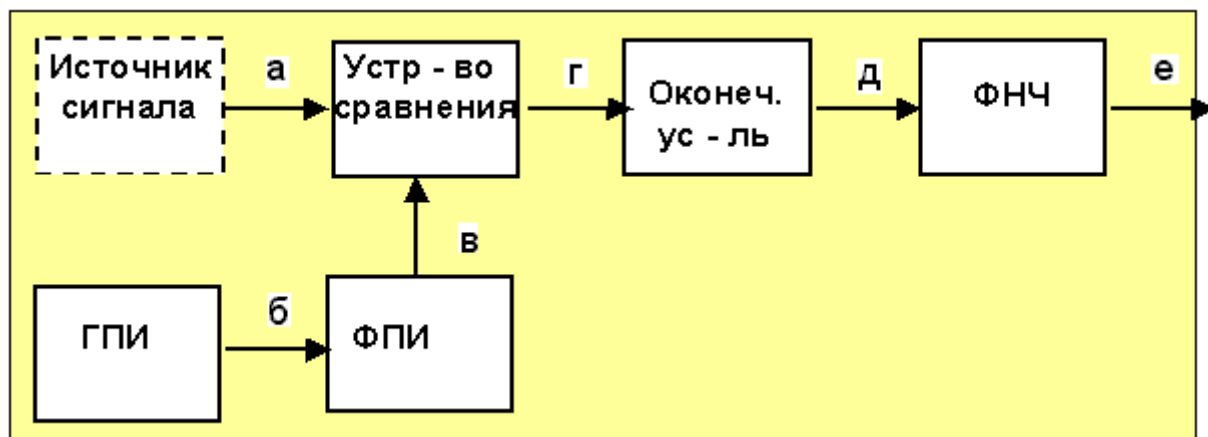 Источник
сигнала
а
Устр - во
сравнения
г
Оконеч.
ус - ль
д
ФНЧ
е
в
ГПИ
б
ФПИ